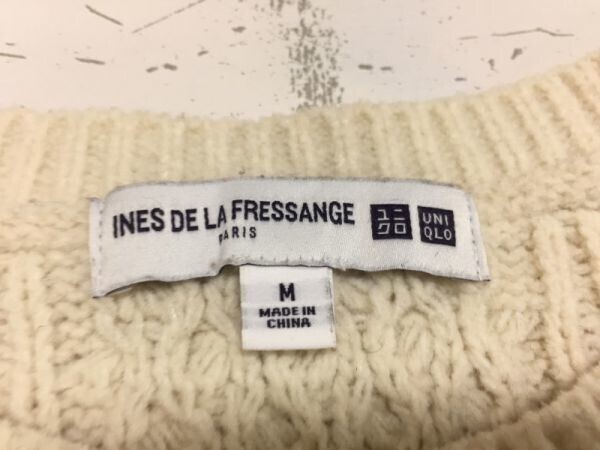 INES DE LA FRESSANGE
PARIS
ユニ
クロ
UNI
QLO
M
MADE IN
CHINA